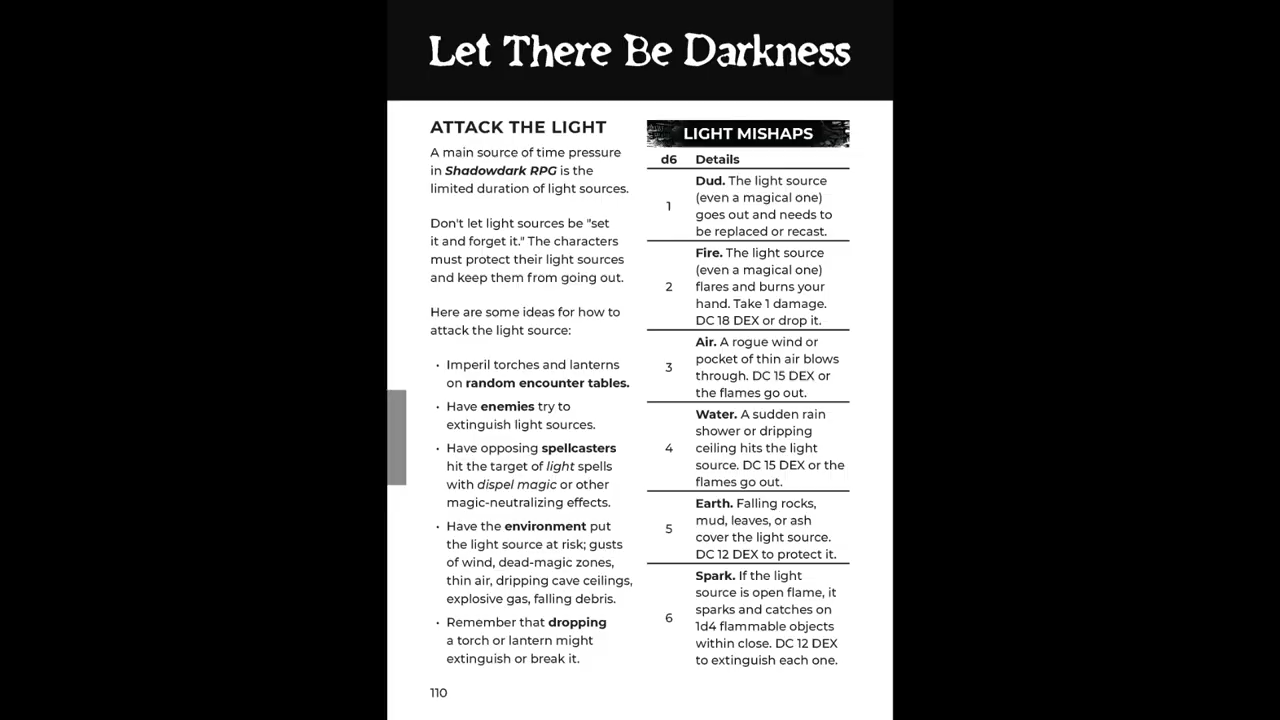 Let There Be Darkness
ATTACK THE LIGHT
A main source of time pressure
in Shadowdark RPG is the
limited duration of light sources.
Don't let light sources be "set
it and forget it." The characters
must protect their light sources
and keep them from going out.
Here are some ideas for how to
attack the light source:
• Imperil torches and lanterns
on random encounter tables.
• Have enemies try to
extinguish light sources.
• Have opposing spellcasters
hit the target of light spells
with dispel magic or other
magic-neutralizing effects.
• Have the environment put
the light source at risk; gusts
of wind, dead-magic zones,
thin air, dripping cave ceilings,
explosive gas, falling debris.
• Remember that dropping
a torch or lantern might
extinguish or break it.
LIGHT MISHAPS
d6 Details
1
Dud. The light source
(even a magical one)
goes out and needs to
be replaced or recast.
2
Fire. The light source
(even a magical one)
flares and burns your
hand. Take 1 damage.
DC 18 DEX or drop it.
3
Air. A rogue wind or
pocket of thin air blows
through. DC 15 DEX or
the flames go out.
4
Water. A sudden rain
shower or dripping
ceiling hits the light
source. DC 15 DEX or the
flames go out.
5
Earth. Falling rocks,
mud, leaves, or ash
cover the light source.
DC 12 DEX to protect it.
6
Spark. If the light
source is open flame, it
sparks and catches on
1d4 flammable objects
within close. DC 12 DEX
to extinguish each one.
110